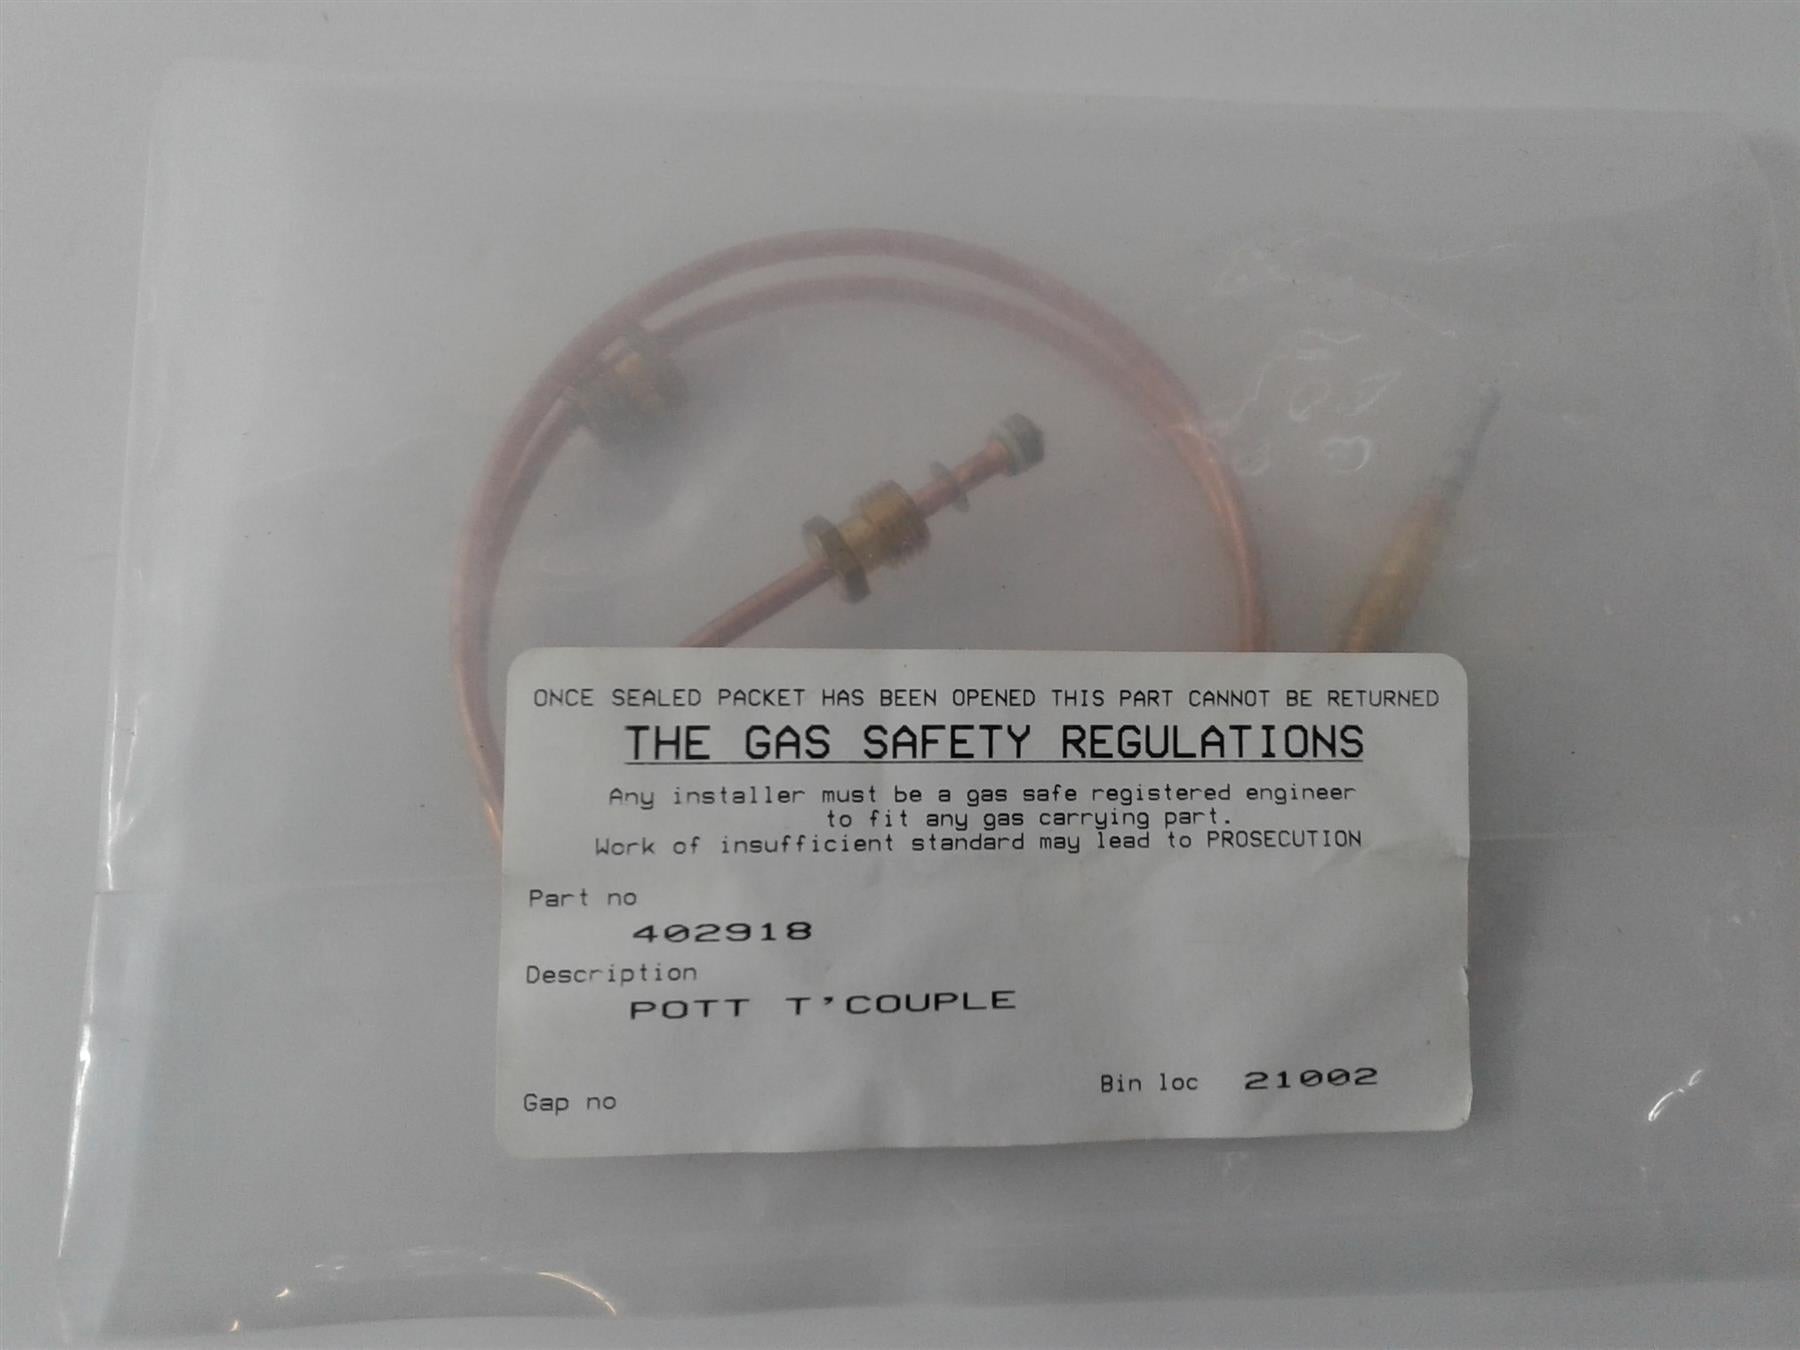 ONCE SEALED PACKET HAS BEEN OPENED THIS PART CANNOT BE RETURNED
THE GAS SAFETY REGULATIONS
Any installer must be a gas safe registered engineer
to fit any gas carrying part.
Work of insufficient standard may lead to PROSECUTION
Part no
402918
Description
POTT T'COUPLE
Bin loc 21002
Gap no